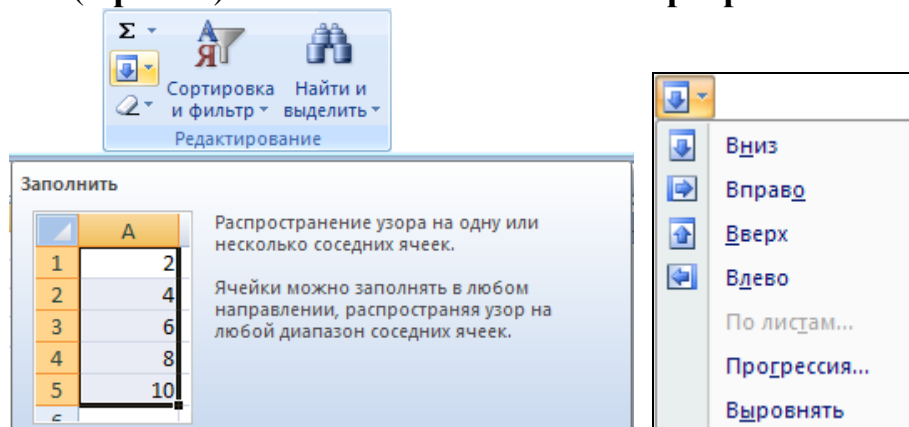 Σ
Сортировка
и фильтр
Найти и
выделить
Редактирование
Заполнить
A
1 2
2 4
3 6
4 8
5 10
Распространение узора на одну или
несколько соседних ячеек.
Ячейки можно заполнять в любом
направлении, распространяя узор на
любой диапазон соседних ячеек.
Вниз
Вправо
Вверх
Влево
По листам...
Прогрессия...
Выровнять